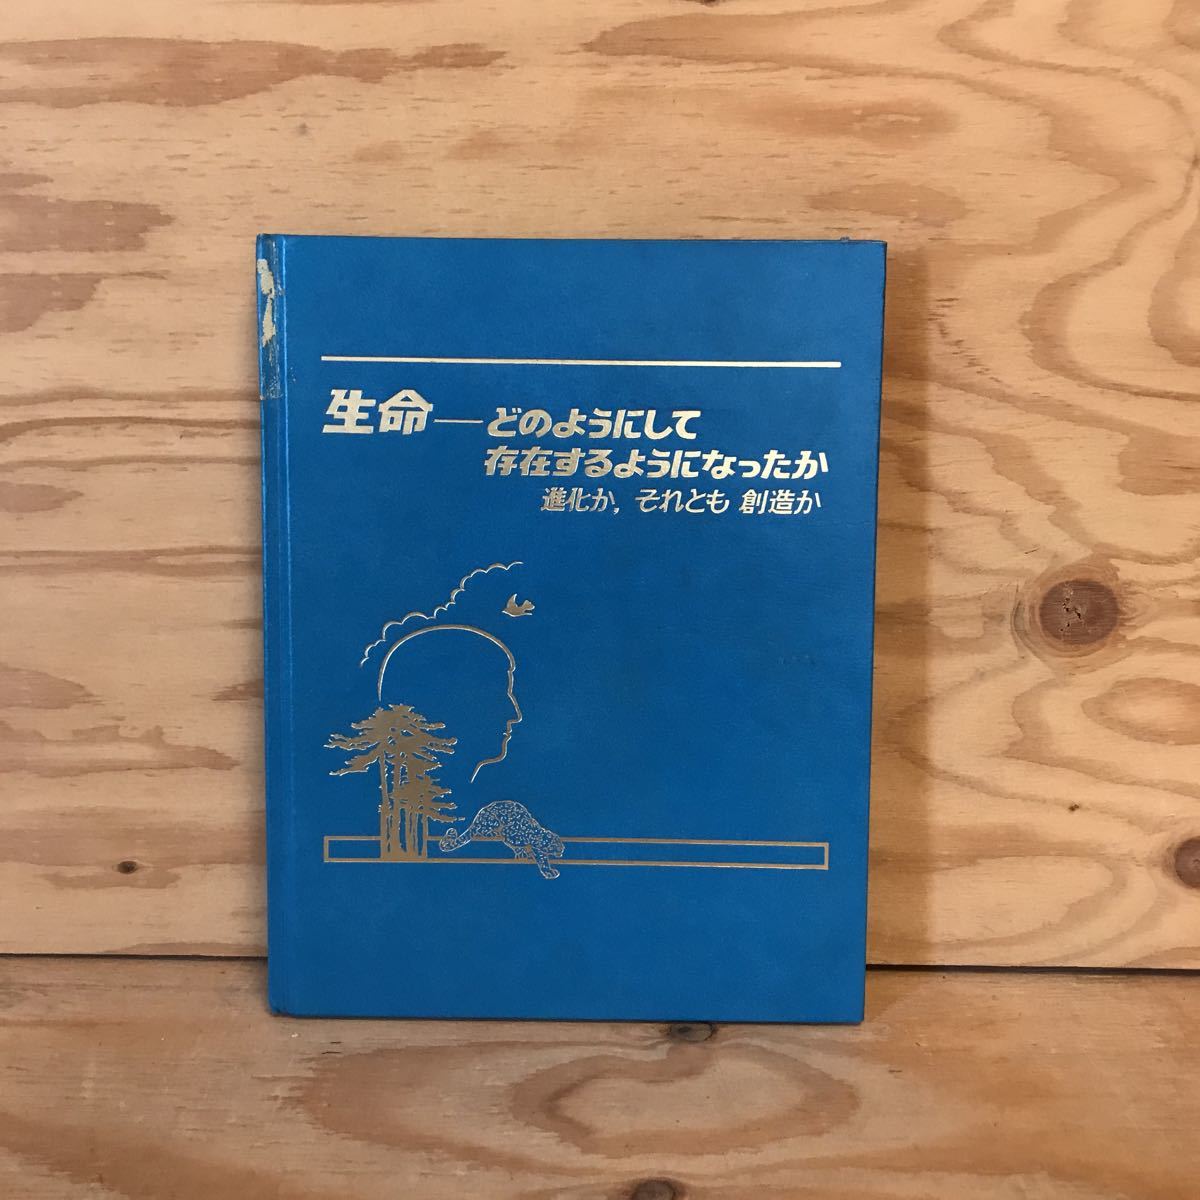 生命―どのようにして
存在するようになったか
進化か,それとも 創造か